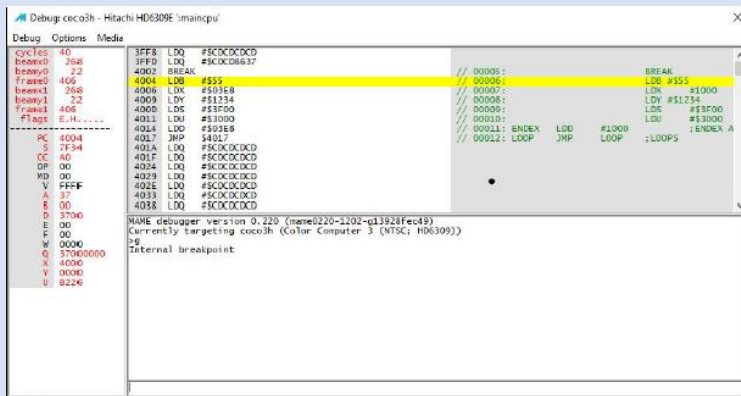 Debug: coco3h - Hitachi HD6309E ':maincpu'
Debug Options Media
cycles 40
beamx0 268
beamy0 22
frame0 406
beamx1 268
beamy1 22
frame1 406
flags E.H.....
PC 4004
S 7F34
CC A0
DP 00
MD 00
V FFFF
A 37
B 00
D 3700
E 00
F 00
W 0000
Q 37000000
X 4000
Y 0000
U 8226
3FF8 LDQ #$CDCDCDCD
3FFD LDQ #$CDCD8637
4002 BREAK // 00005: BREAK
4004 LDB #$55 // 00006: LDB #$55
4006 LDX #$03E8 // 00007: LDX #1000
4009 LDY #$1234 // 00008: LDY #$1234
400D LDS #$3F00 // 00009: LDS #$3F00
4011 LDU #$3000 // 00010: LDU #$3000
4014 LDD #$03E8 // 00011: ENDEX LDD #1000 ;ENDEX A
4017 JMP $4017 // 00012: LOOP JMP LOOP ;LOOPS
401A LDQ #$CDCDCDCD
401F LDQ #$CDCDCDCD
4024 LDQ #$CDCDCDCD
4029 LDQ #$CDCDCDCD
402E LDQ #$CDCDCDCD
4033 LDQ #$CDCDCDCD
4038 LDQ #$CDCDCDCD
MAME debugger version 0.220 (mame0220-1202-g13928fec49)
Currently targeting coco3h (Color Computer 3 (NTSC; HD6309))
>g
Internal breakpoint